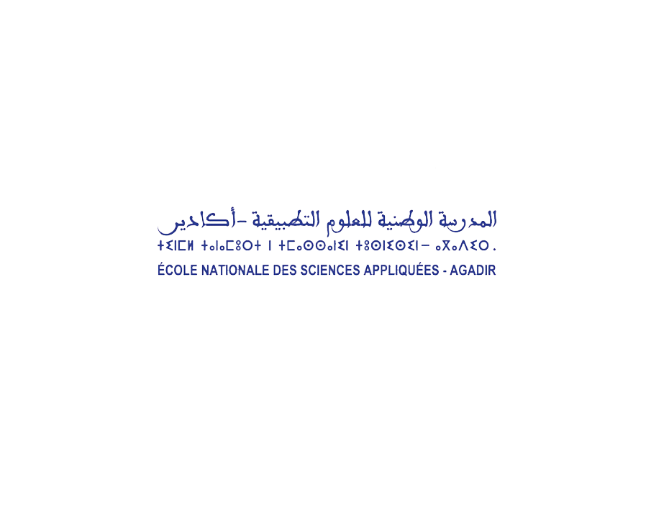 المدرسة الوطنية للعلوم التطبيقية - أكادير
ⵜⵉⵏⵎⵍ ⵜⴰⵏⴰⵎⵓⵔⵜ ⵏ ⵜⵎⴰⵙⵙⴰⵏⵉⵏ ⵜⵓⵙⵏⵉⵙⵉⵏ - ⴰⴳⴰⴷⵉⵔ .
ÉCOLE NATIONALE DES SCIENCES APPLIQUÉES - AGADIR